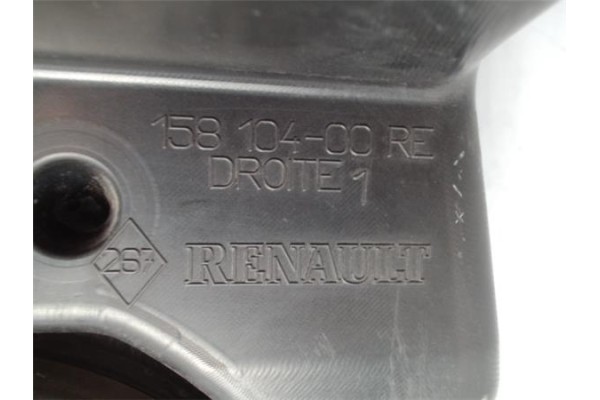 158 104-00 RE
DROITE 1
267 RENAULT